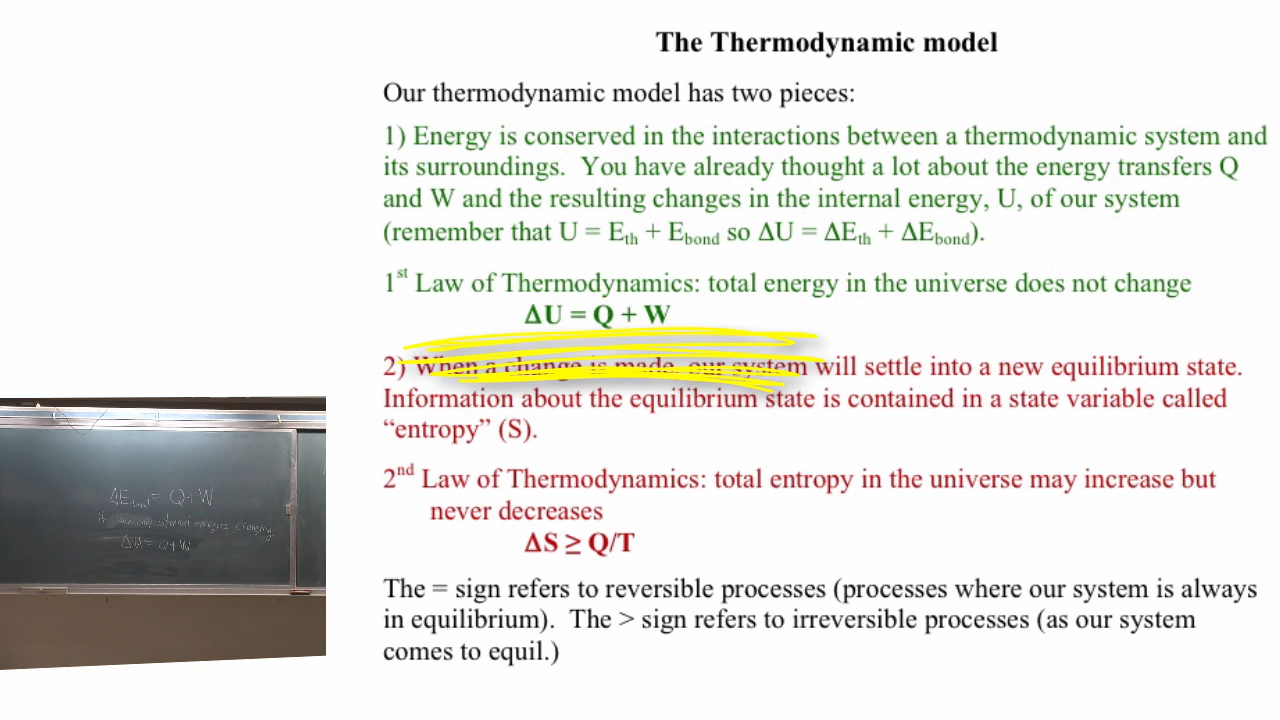 The Thermodynamic model
Our thermodynamic model has two pieces:
1) Energy is conserved in the interactions between a thermodynamic system and
its surroundings.  You have already thought a lot about the energy transfers Q
and W and the resulting changes in the internal energy, U, of our system
(remember that U = Eth + Ebond so ΔU = ΔEth + ΔEbond).
1st Law of Thermodynamics: total energy in the universe does not change
ΔU = Q + W
2) When a change is made, our system will settle into a new equilibrium state.
Information about the equilibrium state is contained in a state variable called
“entropy” (S).
2nd Law of Thermodynamics: total entropy in the universe may increase but
never decreases
ΔS ≥ Q/T
The = sign refers to reversible processes (processes where our system is always
in equilibrium).  The > sign refers to irreversible processes (as our system
comes to equil.)
= Q+W
If are only internal energies changing
ΔU = Q+W